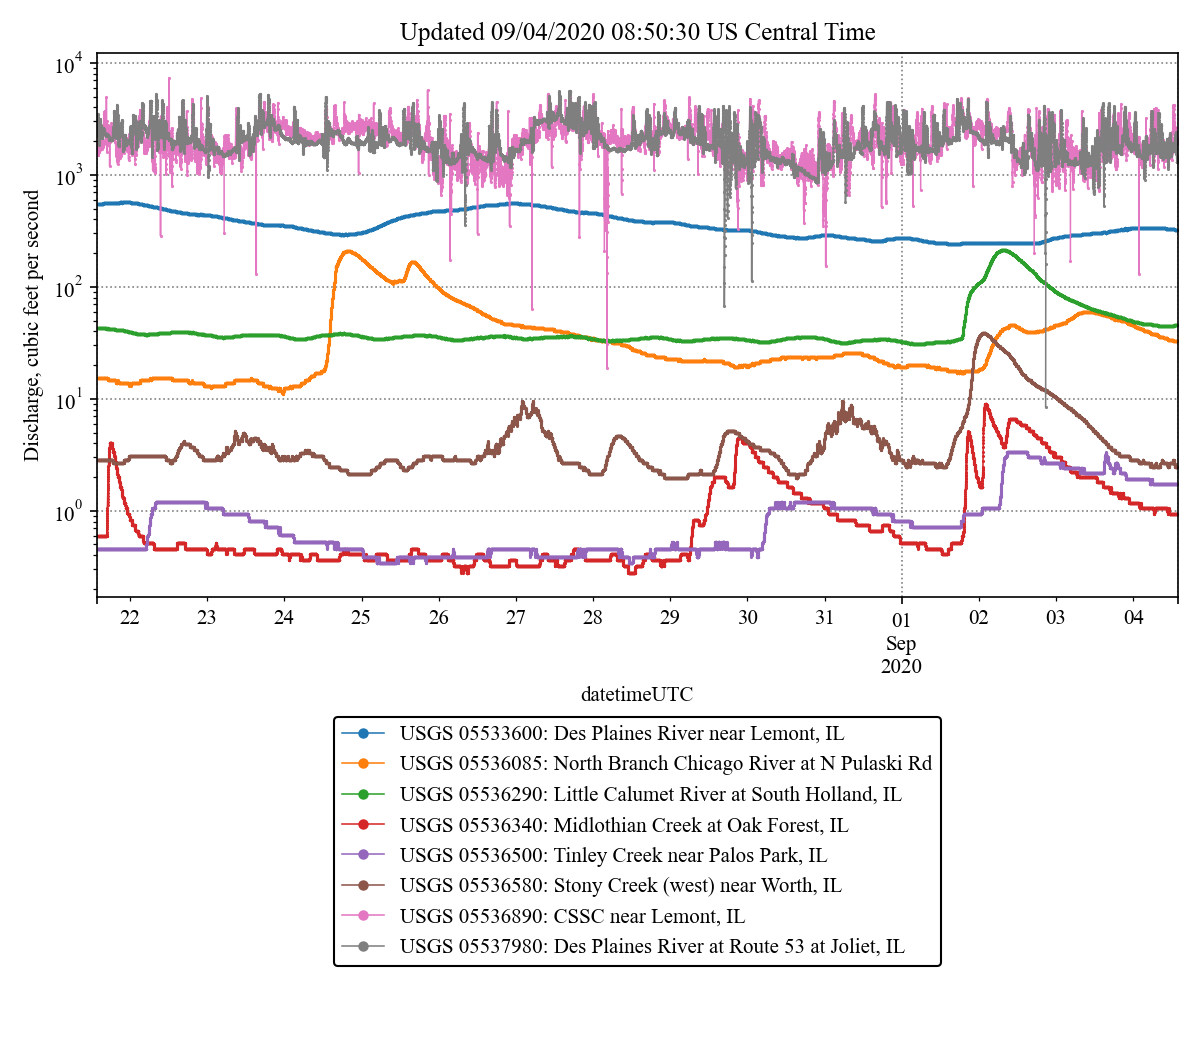 Updated 09/04/2020 08:50:30 US Central Time
Discharge, cubic feet per second
10^4
10^3
10^2
10^1
10^0
22 23 24 25 26 27 28 29 30 31 01 02 03 04
Sep
2020
datetimeUTC
USGS 05533600: Des Plaines River near Lemont, IL
USGS 05536085: North Branch Chicago River at N Pulaski Rd
USGS 05536290: Little Calumet River at South Holland, IL
USGS 05536340: Midlothian Creek at Oak Forest, IL
USGS 05536500: Tinley Creek near Palos Park, IL
USGS 05536580: Stony Creek (west) near Worth, IL
USGS 05536890: CSSC near Lemont, IL
USGS 05537980: Des Plaines River at Route 53 at Joliet, IL